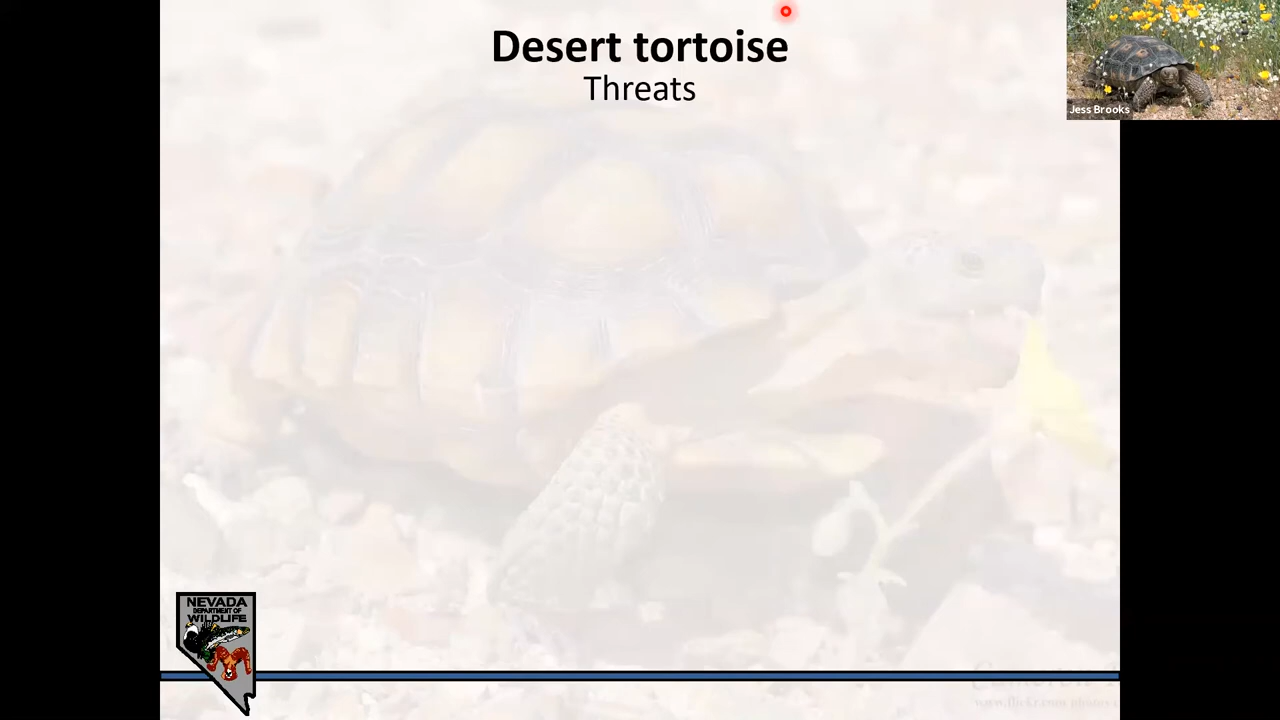 Desert tortoise
Threats
Jess Brooks
NEVADA
DEPARTMENT OF
WILDLIFE